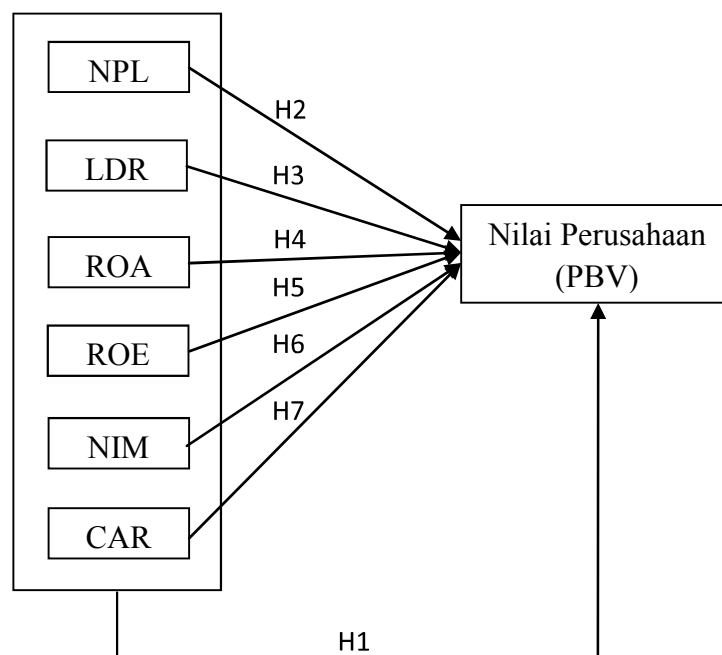 NPL
H2
LDR
H3
Nilai Perusahaan
(PBV)
ROA
H4
H5
ROE
H6
H7
NIM
CAR
H1